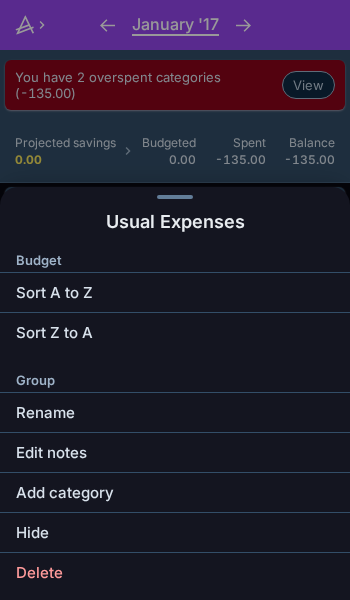 January '17
You have 2 overspent categories
(-135.00)
View
Projected savings
0.00
Budgeted
0.00
Spent
-135.00
Balance
-135.00
Usual Expenses
Budget
Sort A to Z
Sort Z to A
Group
Rename
Edit notes
Add category
Hide
Delete